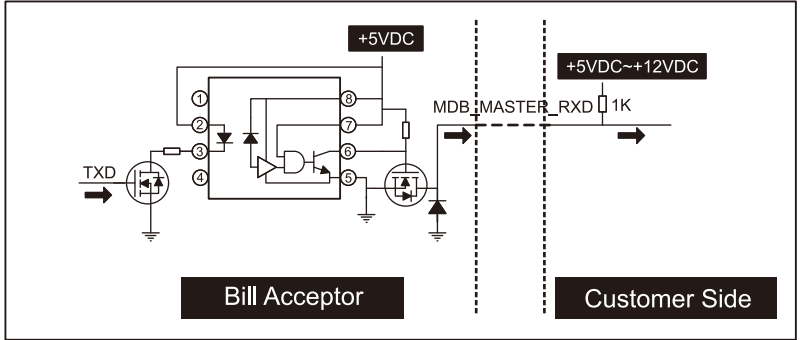 +5VDC
+5VDC~+12VDC
MDB_MASTER_RXD
1K
①
②
③
④
⑧
⑦
⑥
⑤
TXD
Bill Acceptor
Customer Side